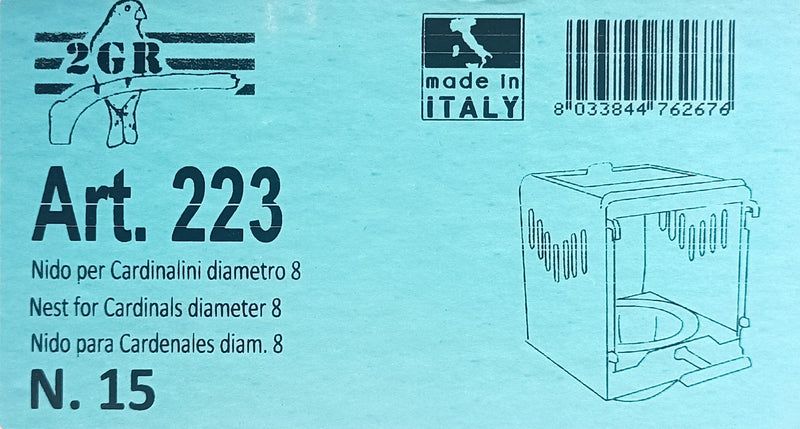 2GR
made in
iTALY
8 033844 762676
Art. 223
Nido per Cardinalini diametro 8
Nest for Cardinals diameter 8
Nido para Cardenales diam. 8
N. 15